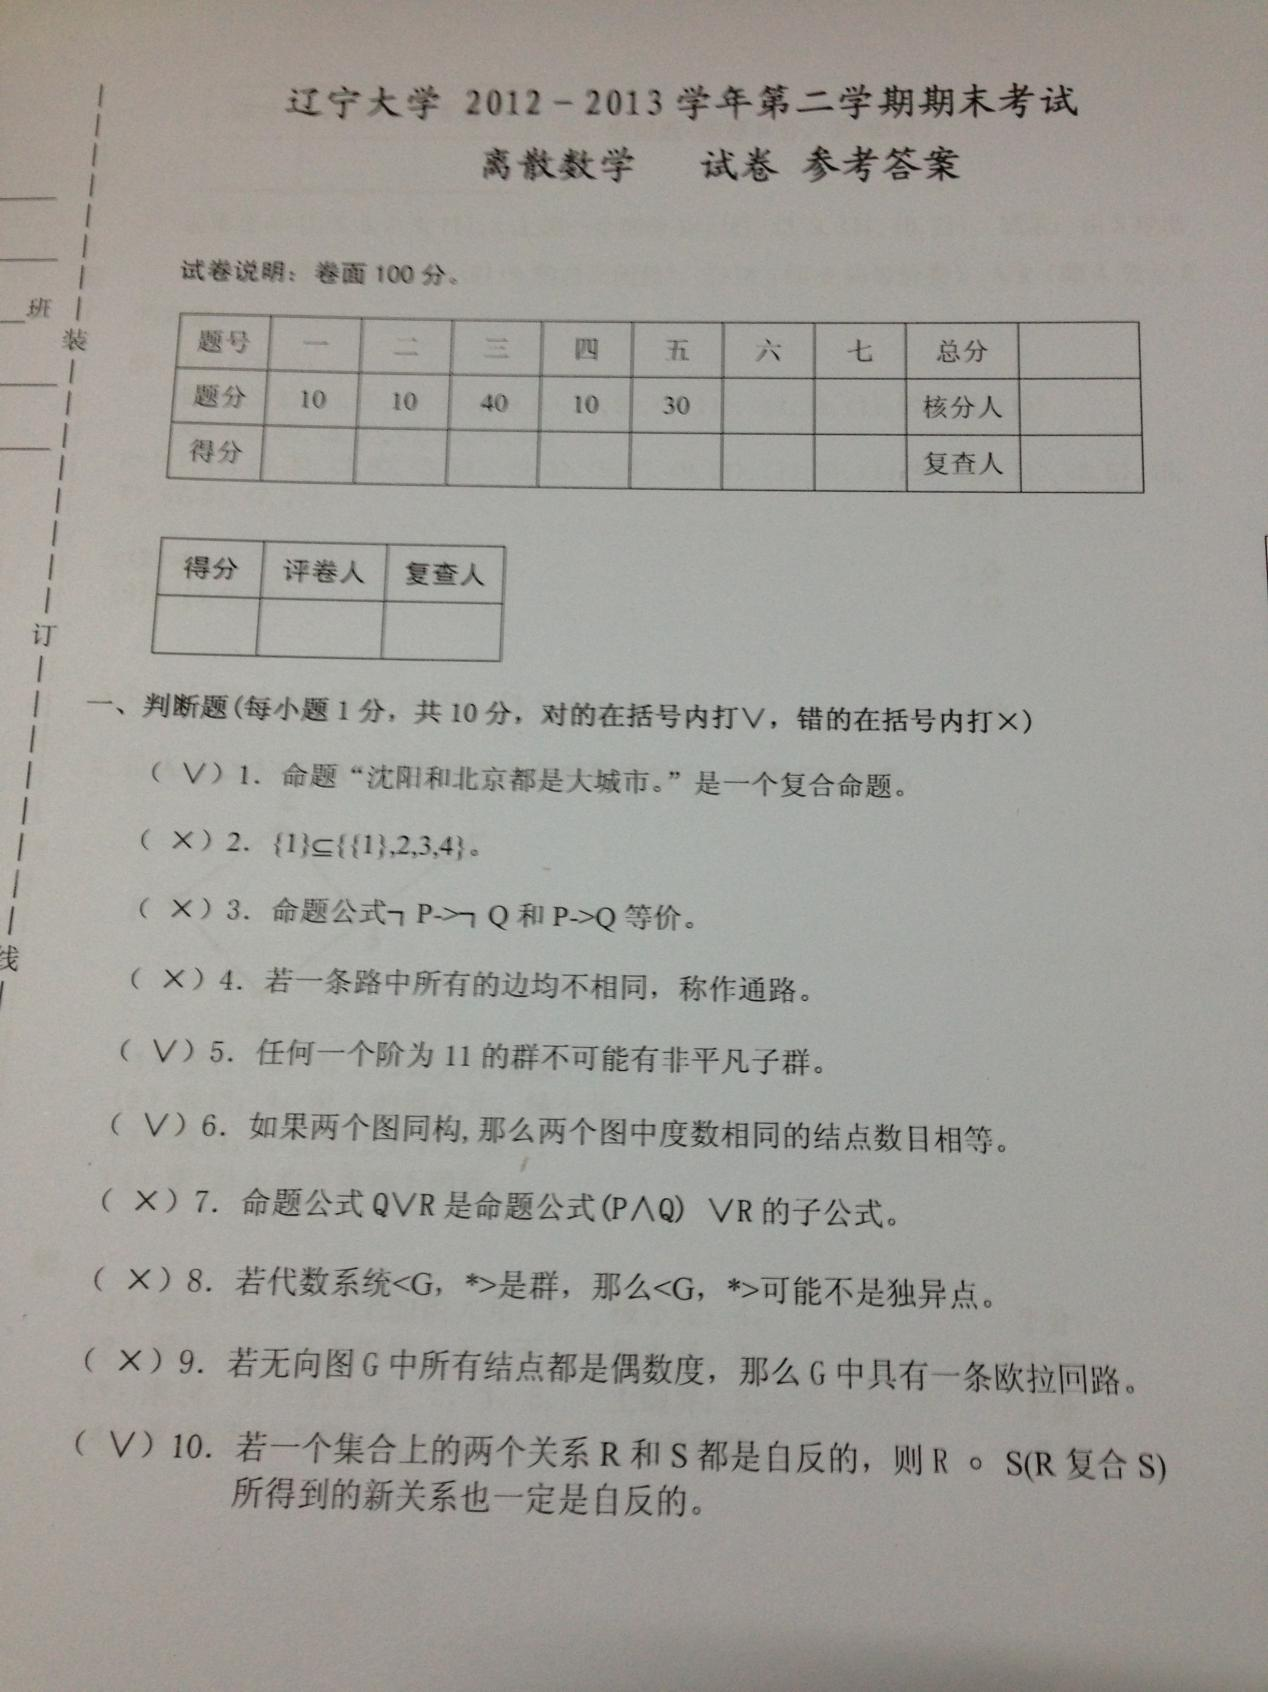 辽宁大学 2012－2013学年第二学期期末考试
离散数学 试卷 参考答案
试卷说明：卷面100分。
题号 一 二 三 四 五 六 七 总分
题分 10 10 40 10 30 核分人
得分 复查人
班
装
订
线
得分 评卷人 复查人
一、判断题(每小题1分，共10分，对的在括号内打∨，错的在括号内打×)
（ ∨）1．命题“沈阳和北京都是大城市。”是一个复合命题。
（ ×）2．{1}⊆{{1},2,3,4}。
（ ×）3．命题公式┓P->┓Q和P->Q等价。
（ ×）4．若一条路中所有的边均不相同，称作通路。
（ ∨）5．任何一个阶为11的群不可能有非平凡子群。
（ ∨）6．如果两个图同构,那么两个图中度数相同的结点数目相等。
（ ×）7．命题公式Q∨R是命题公式(P∧Q) ∨R的子公式。
（ ×）8．若代数系统<G，*>是群，那么<G，*>可能不是独异点。
（ ×）9．若无向图G中所有结点都是偶数度，那么G中具有一条欧拉回路。
（ ∨）10．若一个集合上的两个关系R和S都是自反的，则R ∘ S(R复合S)
所得到的新关系也一定是自反的。